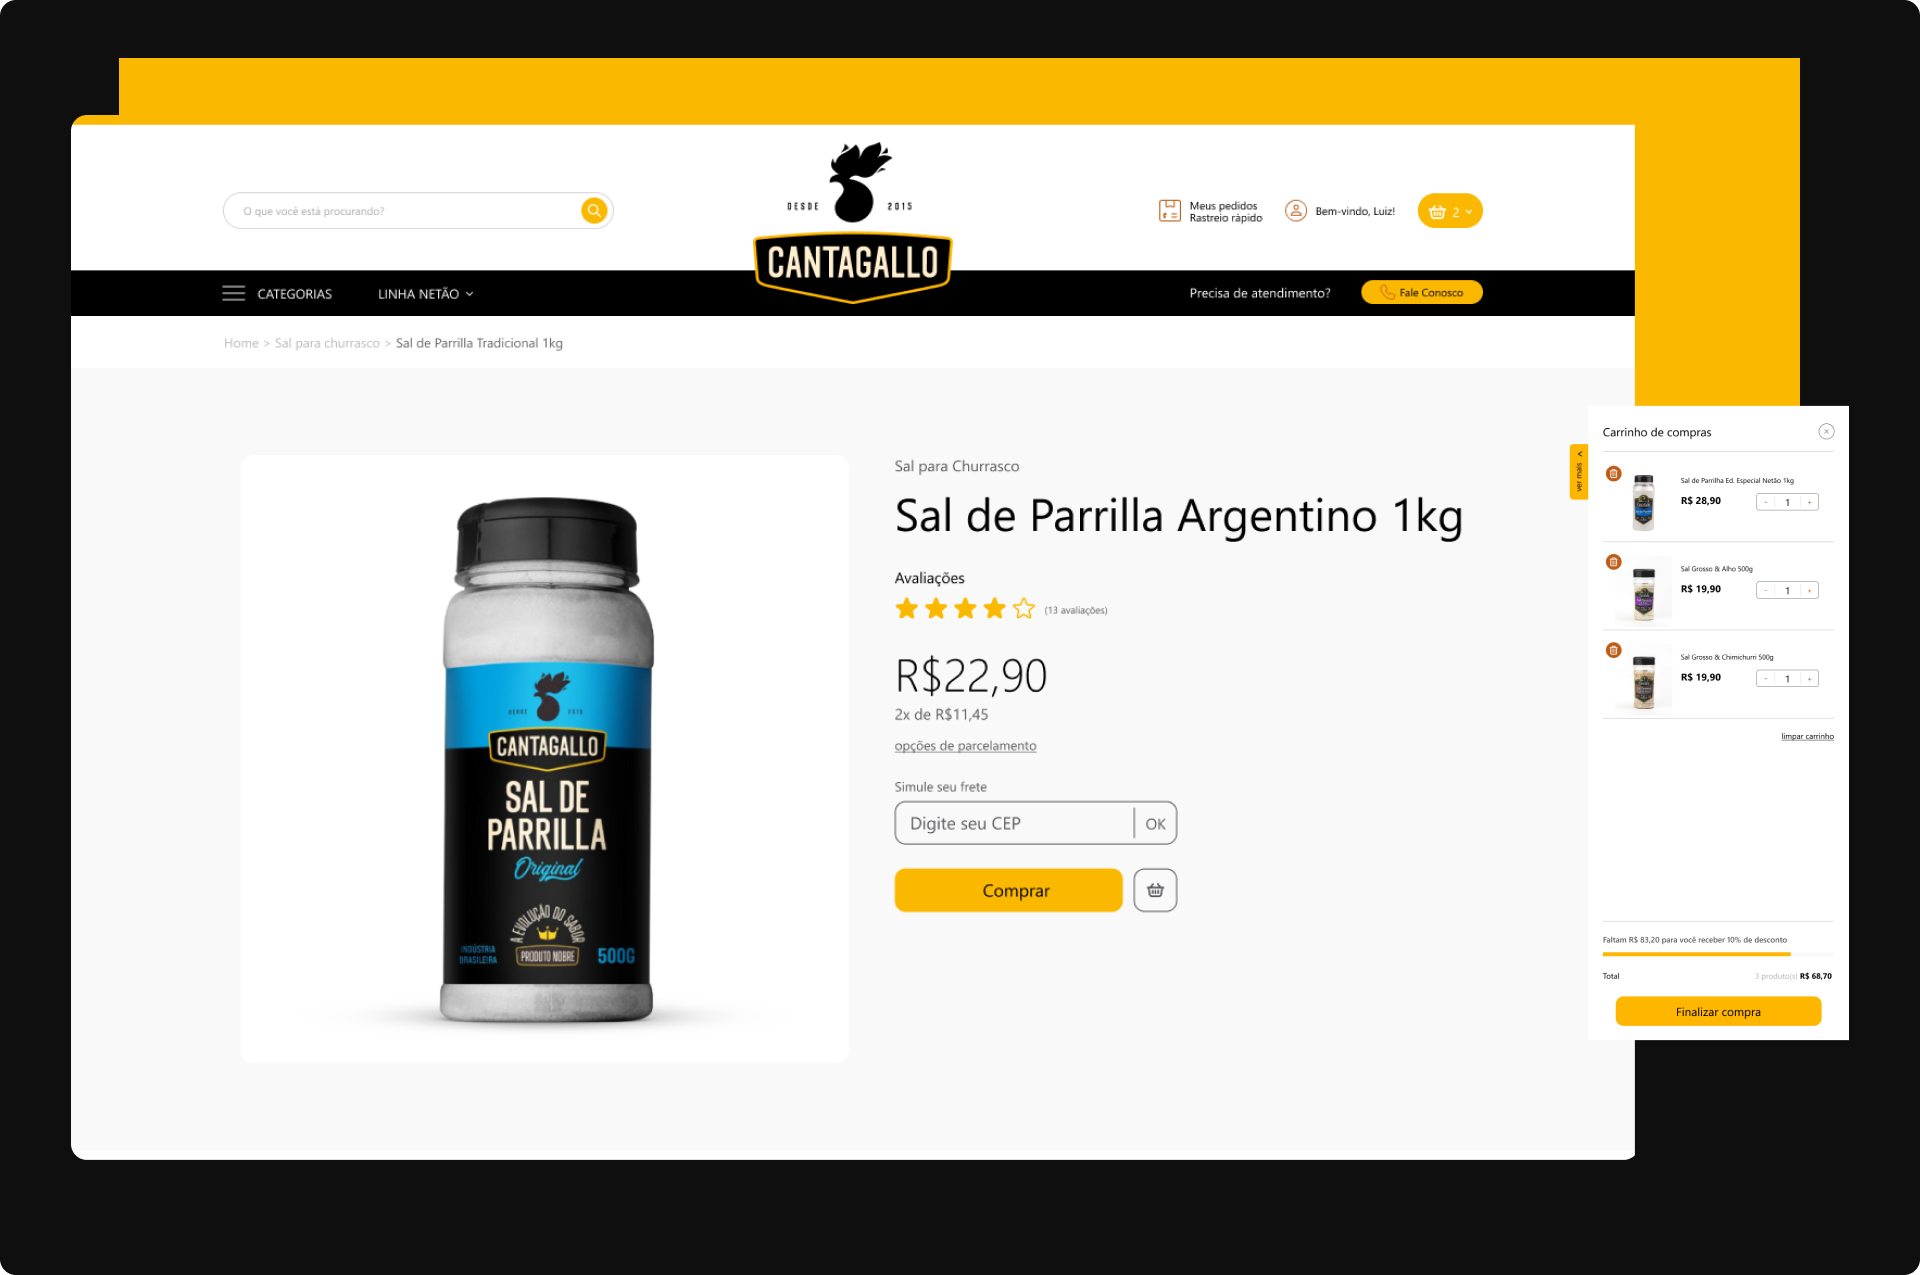 O que você está procurando?
DESDE 2015
CANTAGALLO
Meus pedidos
Rastreio rápido
Bem-vindo, Luiz!
2
CATEGORIAS
LINHA NETÃO
Precisa de atendimento?
Fale Conosco
Home > Sal para churrasco > Sal de Parrilla Tradicional 1kg
DESDE 2015
CANTAGALLO
SAL DE
PARRILLA
Original
A EVOLUÇÃO DO SABOR
INDÚSTRIA
BRASILEIRA
PRODUTO NOBRE
500G
Sal para Churrasco
Sal de Parrilla Argentino 1kg
Avaliações
(13 avaliações)
R$22,90
2x de R$11,45
opções de parcelamento
Simule seu frete
Digite seu CEP
OK
Comprar
ver mais
Carrinho de compras
Sal de Parrilha Ed. Especial Netão 1kg
R$ 28,90
- 1 +
Sal Grosso & Alho 500g
R$ 19,90
- 1 +
Sal Grosso & Chimichurri 500g
R$ 19,90
- 1 +
limpar carrinho
Faltam R$ 83,20 para você receber 10% de desconto
Total
3 produto(s) R$ 68,70
Finalizar compra